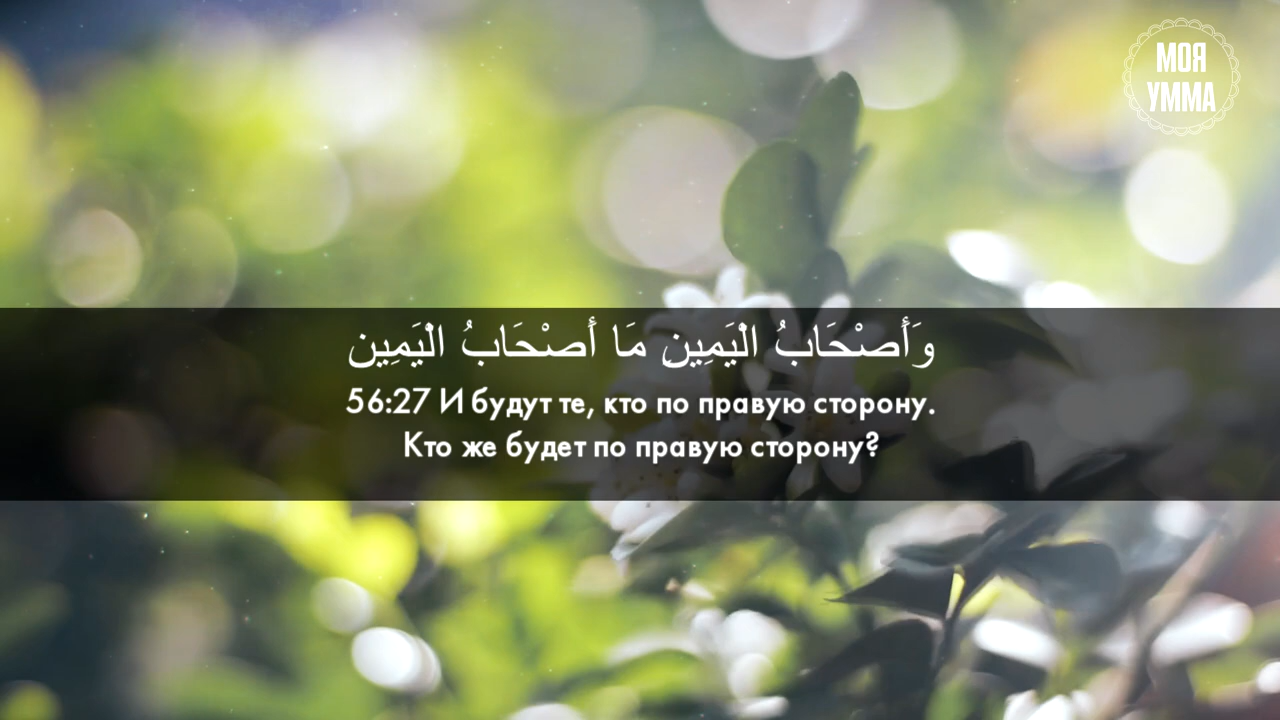 МОЯ
УММА
وَأَصْحَابُ الْيَمِينِ مَا أَصْحَابُ الْيَمِين
56:27 И будут те, кто по правую сторону.
Кто же будет по правую сторону?